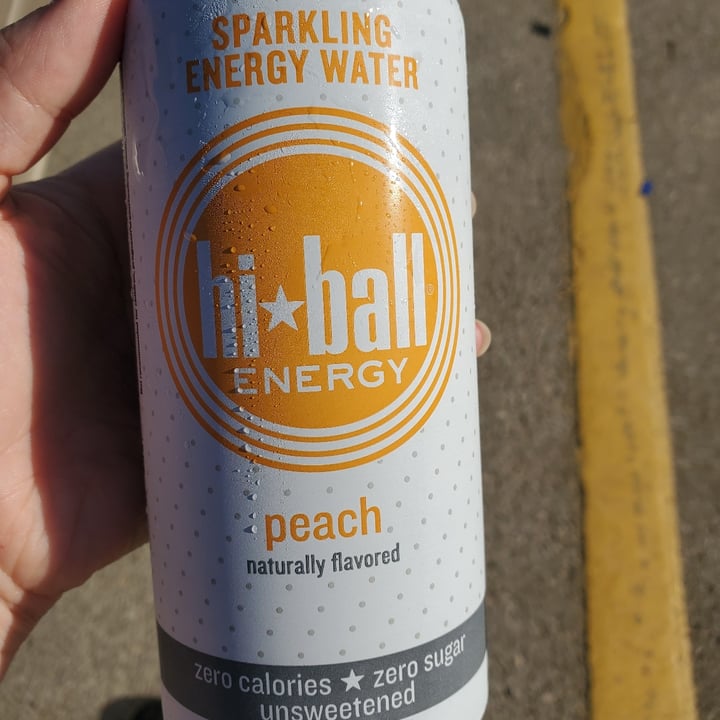 SPARKLING
ENERGY WATER
hi★ball®
ENERGY
peach
naturally flavored
zero calories ★ zero sugar
unsweetened